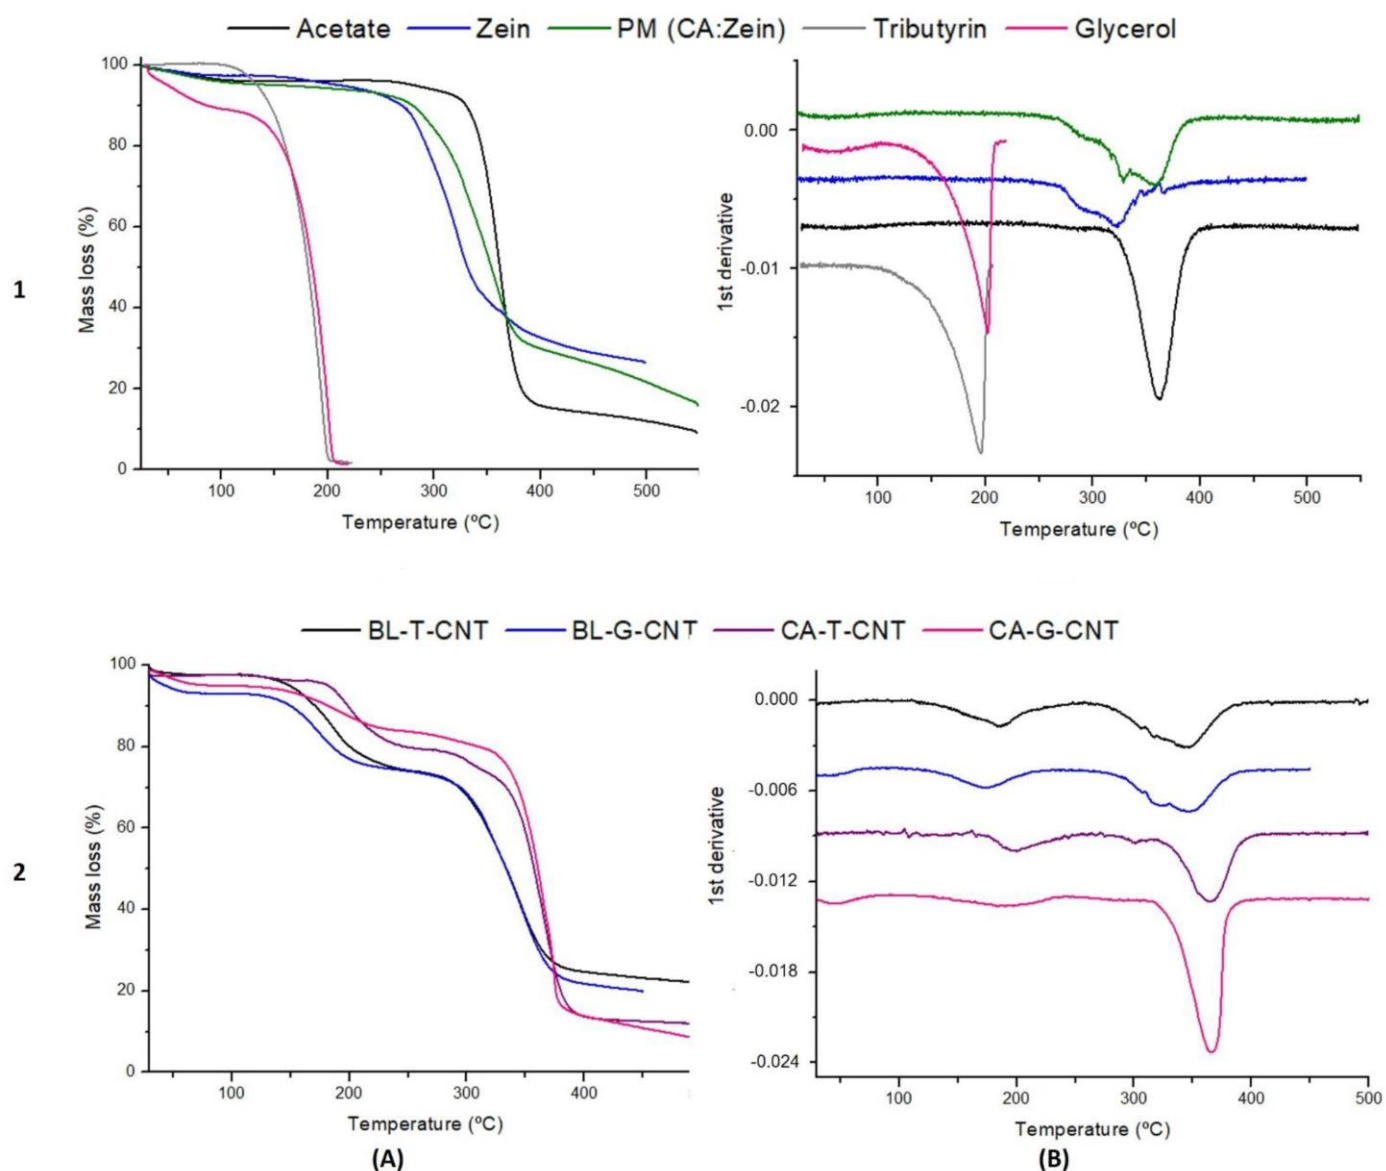 Acetate Zein PM (CA:Zein) Tributyrin Glycerol
1
Mass loss (%)
100
80
60
40
20
0
100 200 300 400 500
Temperature (ºC)
1st derivative
0.00
-0.01
-0.02
100 200 300 400 500
Temperature (ºC)
BL-T-CNT BL-G-CNT CA-T-CNT CA-G-CNT
2
Mass loss (%)
100
80
60
40
20
0
100 200 300 400
Temperature (ºC)
(A)
1st derivative
0.000
-0.006
-0.012
-0.018
-0.024
100 200 300 400 500
Temperature (ºC)
(B)